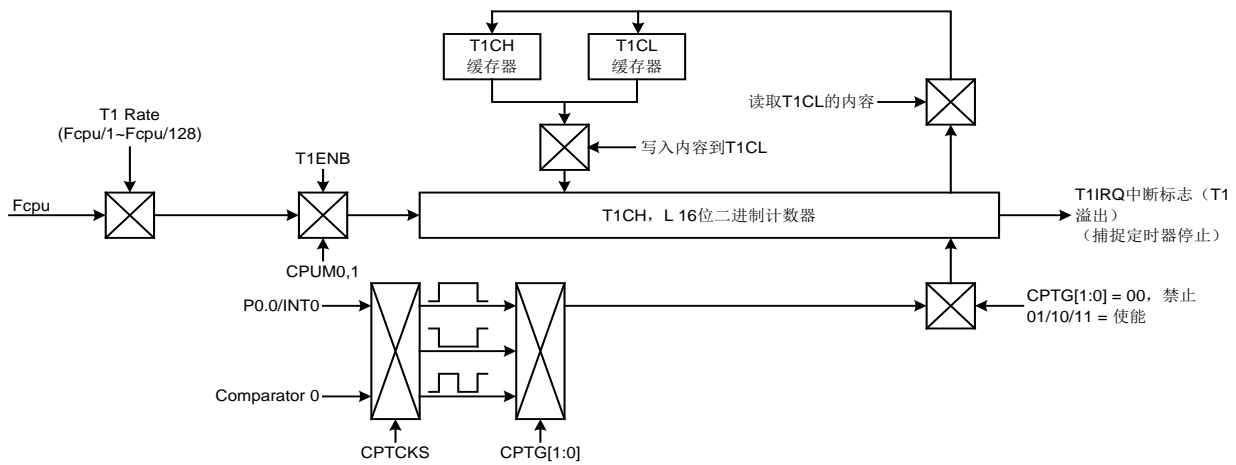 T1CH
缓存器
T1CL
缓存器
读取T1CL的内容
T1 Rate
(Fcpu/1~Fcpu/128)
写入内容到T1CL
T1ENB
Fcpu
T1CH，L 16位二进制计数器
T1IRQ中断标志（T1
溢出）
（捕捉定时器停止）
CPUM0,1
P0.0/INT0
CPTG[1:0] = 00，禁止
01/10/11 = 使能
Comparator 0
CPTCKS
CPTG[1:0]